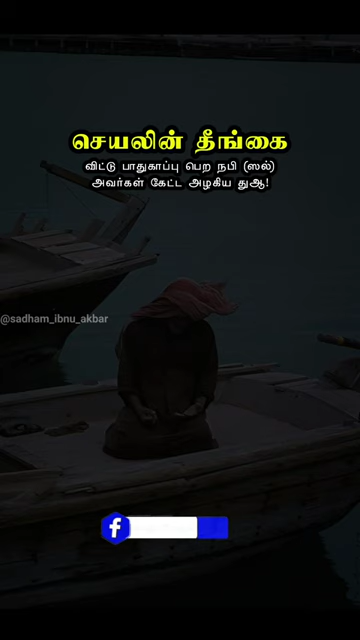 செயலின் தீங்கை
விட்டு பாதுகாப்பு பெற நபி (ஸல்)
அவர்கள் கேட்ட அழகிய துஆ!
@sadham_ibnu_akbar
f